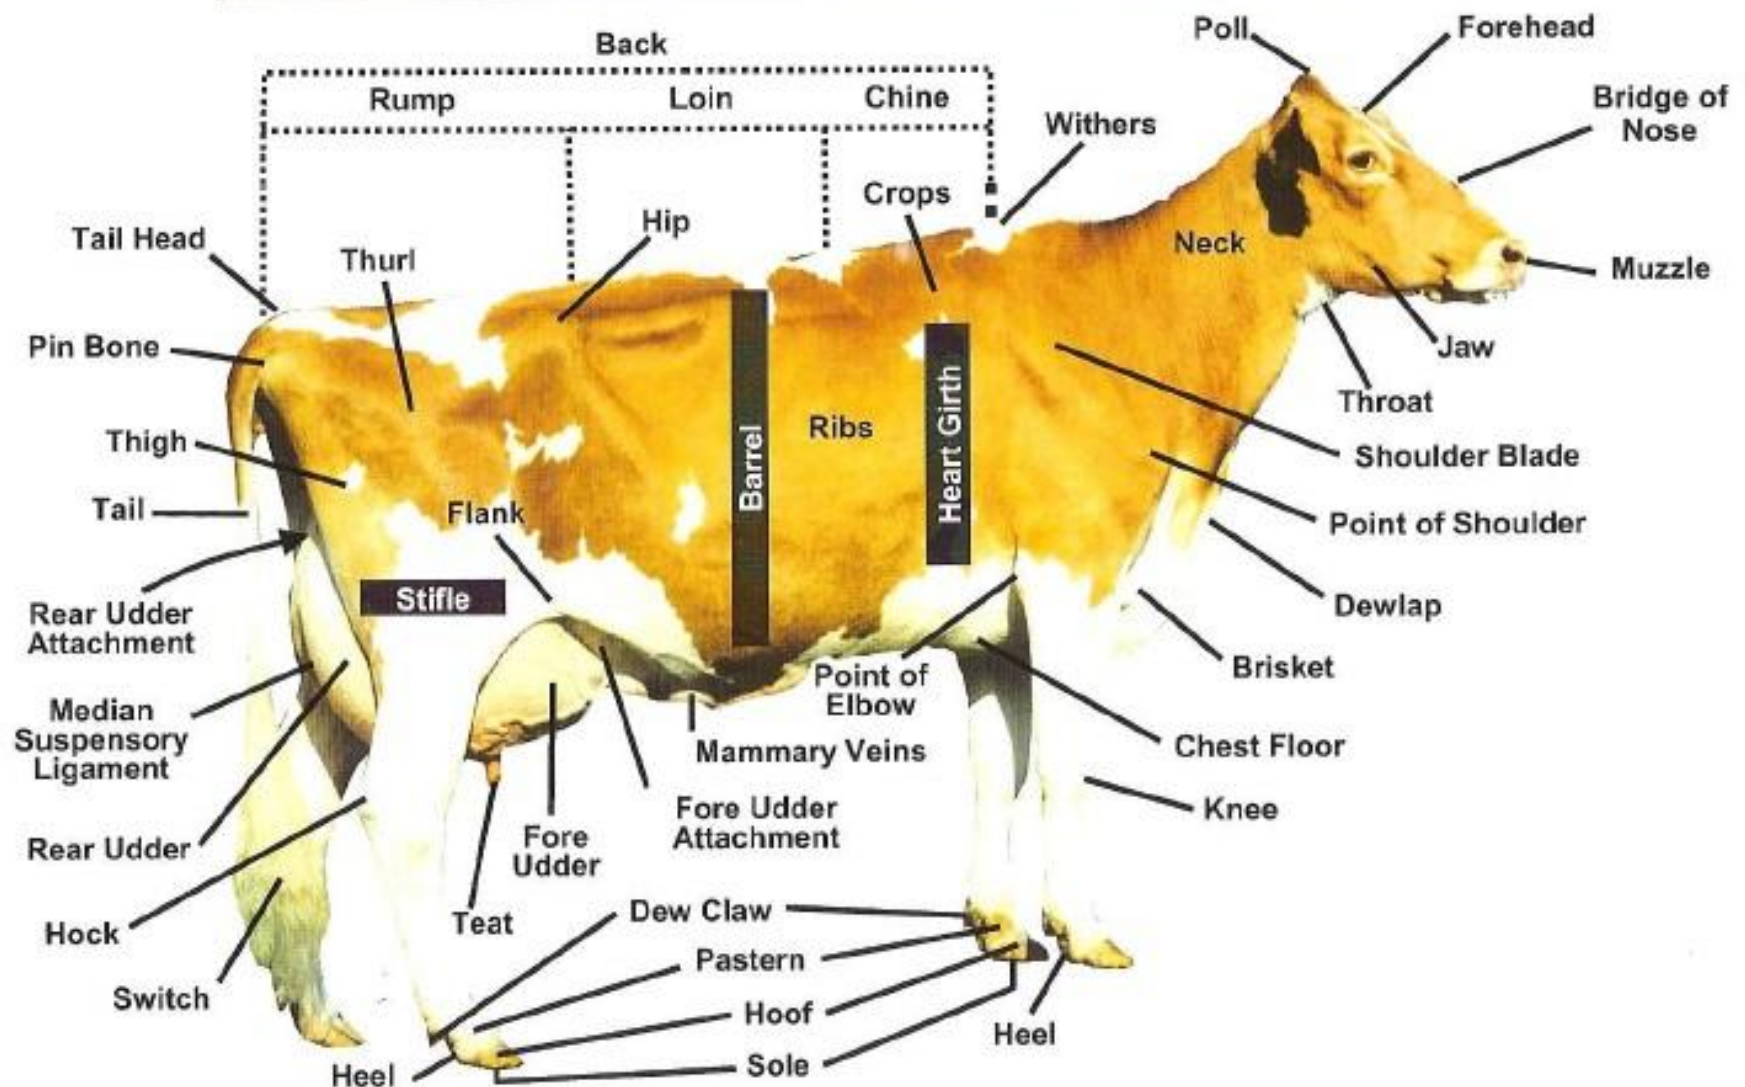 Poll
Forehead
Back
Rump
Loin
Chine
Bridge of
Nose
Withers
Crops
Hip
Tail Head
Thurl
Neck
Muzzle
Pin Bone
Jaw
Throat
Thigh
Ribs
Barrel
Heart Girth
Shoulder Blade
Tail
Flank
Point of Shoulder
Stifle
Dewlap
Rear Udder
Attachment
Brisket
Point of
Elbow
Median
Suspensory
Ligament
Mammary Veins
Chest Floor
Knee
Fore Udder
Attachment
Fore
Udder
Rear Udder
Hock
Teat
Dew Claw
Pastern
Switch
Hoof
Heel
Sole
Heel